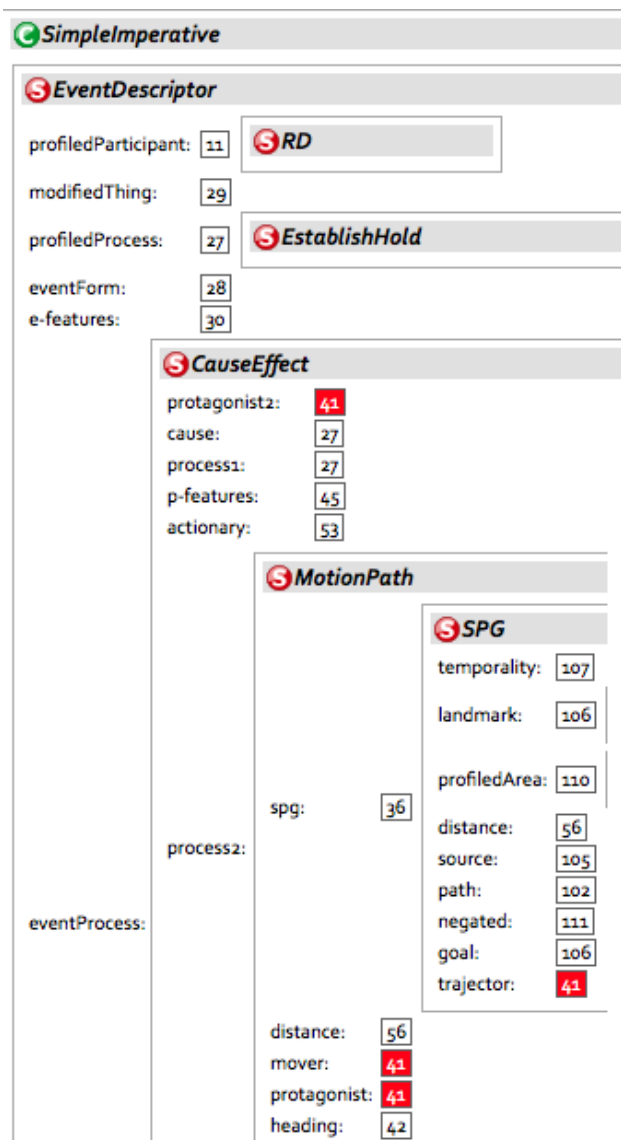 C SimpleImperative
S EventDescriptor
profiledParticipant: 11 S RD
modifiedThing: 29
profiledProcess: 27 S EstablishHold
eventForm: 28
e-features: 30
S CauseEffect
protagonist2: 41
cause: 27
process1: 27
p-features: 45
actionary: 53
S MotionPath
S SPG
temporality: 107
landmark: 106
profiledArea: 110
spg: 36
distance: 56
process2:
source: 105
path: 102
eventProcess:
negated: 111
goal: 106
trajector: 41
distance: 56
mover: 41
protagonist: 41
heading: 42